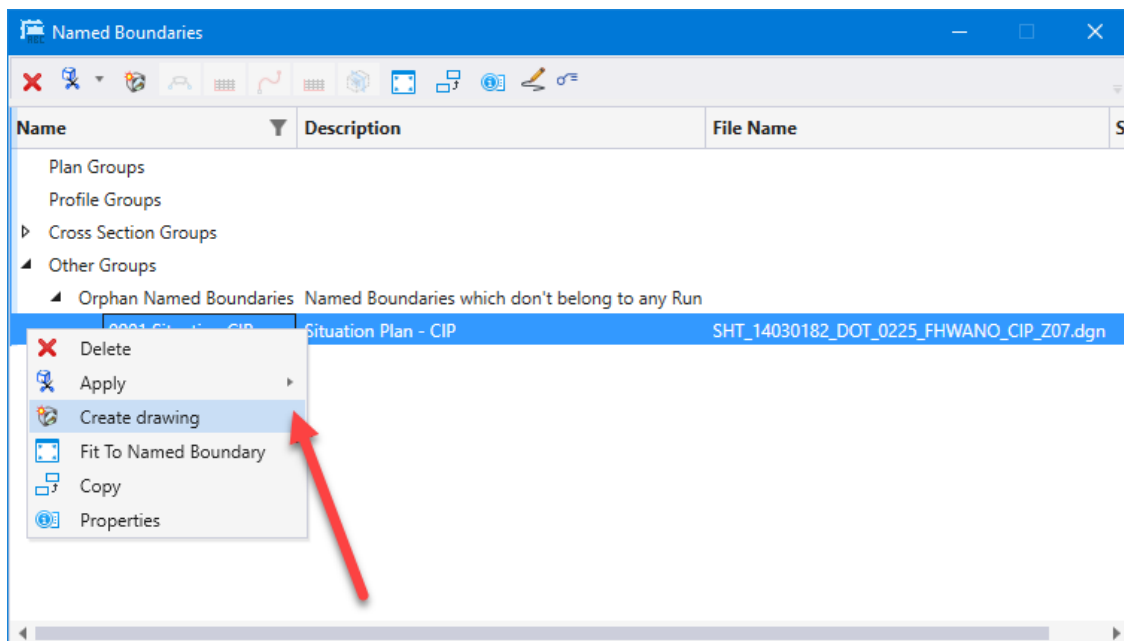 Named Boundaries
Name Description File Name S
Plan Groups
Profile Groups
Cross Section Groups
Other Groups
Orphan Named Boundaries Named Boundaries which don't belong to any Run
Situation Plan - CIP SHT_14030182_DOT_0225_FHWANO_CIP_Z07.dgn
Delete
Apply
Create drawing
Fit To Named Boundary
Copy
Properties